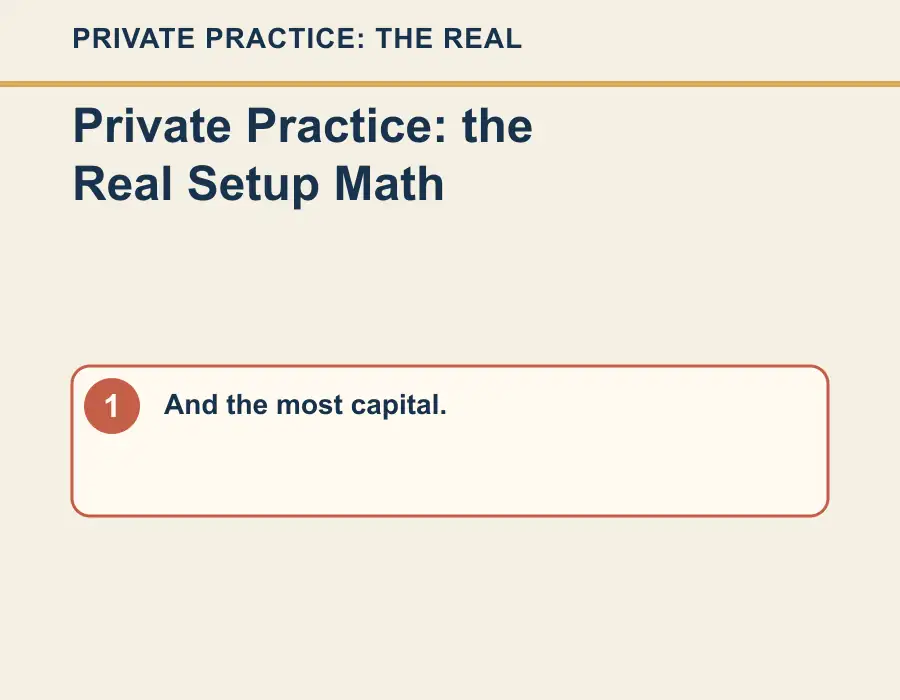 PRIVATE PRACTICE: THE REAL
Private Practice: the
Real Setup Math
1
And the most capital.